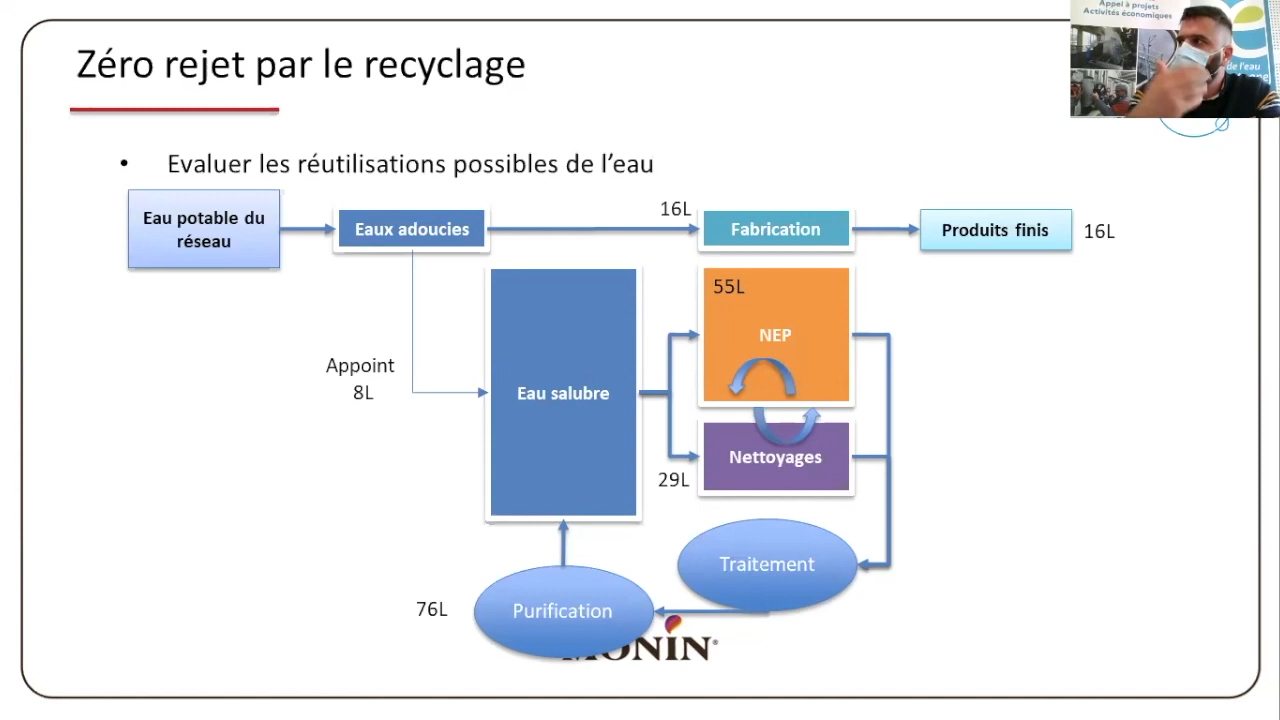 Appel à projets
Activités économiques
de l'eau
Zéro rejet par le recyclage
• Evaluer les réutilisations possibles de l'eau
Eau potable du
réseau
Eaux adoucies
16L
Fabrication
Produits finis
16L
55L
NEP
Appoint
8L
Eau salubre
Nettoyages
29L
Traitement
76L
Purification
MONIN®